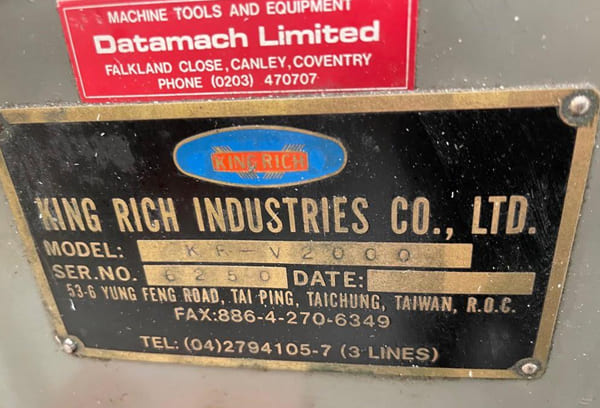 MACHINE TOOLS AND EQUIPMENT
Datamach Limited
FALKLAND CLOSE, CANLEY, COVENTRY
PHONE (0203) 470707
KING RICH
KING RICH INDUSTRIES CO., LTD.
MODEL: KR-V2000
SER.NO. 6250 DATE:
53-6 YUNG FENG ROAD, TAI PING, TAICHUNG, TAIWAN, R.O.C.
FAX:886-4-270-6349
TEL: (04)2794105-7 (3 LINES)